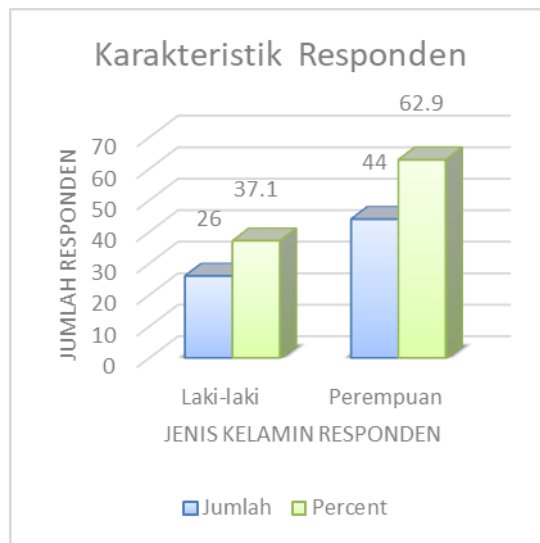 Karakteristik Responden
62.9
44
37.1
26
70
60
50
40
30
20
10
0
JUMLAH RESPONDEN
Laki-laki Perempuan
JENIS KELAMIN RESPONDEN
Jumlah Percent